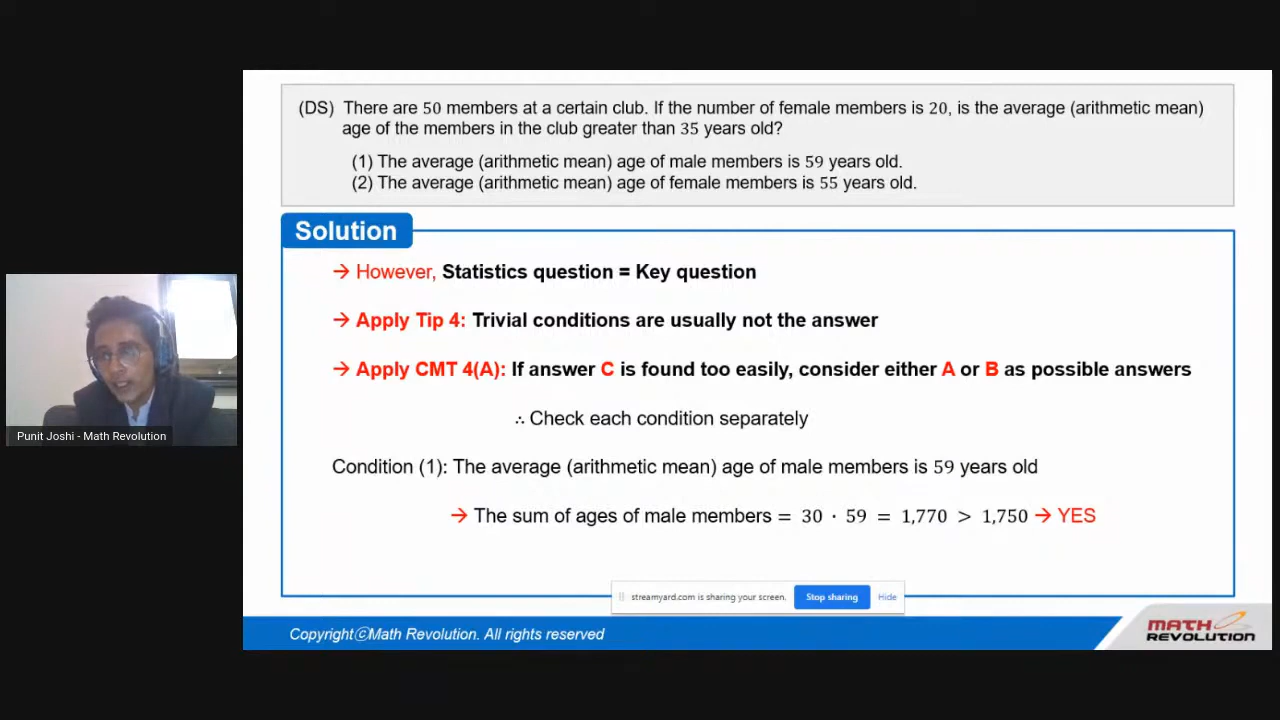 (DS) There are 50 members at a certain club. If the number of female members is 20, is the average (arithmetic mean)
age of the members in the club greater than 35 years old?
(1) The average (arithmetic mean) age of male members is 59 years old.
(2) The average (arithmetic mean) age of female members is 55 years old.
Solution
→ However, Statistics question = Key question
→ Apply Tip 4: Trivial conditions are usually not the answer
→ Apply CMT 4(A): If answer C is found too easily, consider either A or B as possible answers
∴ Check each condition separately
Punit Joshi - Math Revolution
Condition (1): The average (arithmetic mean) age of male members is 59 years old
→ The sum of ages of male members = 30 · 59 = 1,770 > 1,750 → YES
streamyard.com is sharing your screen. Stop sharing Hide
Copyrightⓒ Math Revolution. All rights reserved
MATH
REVOLUTION